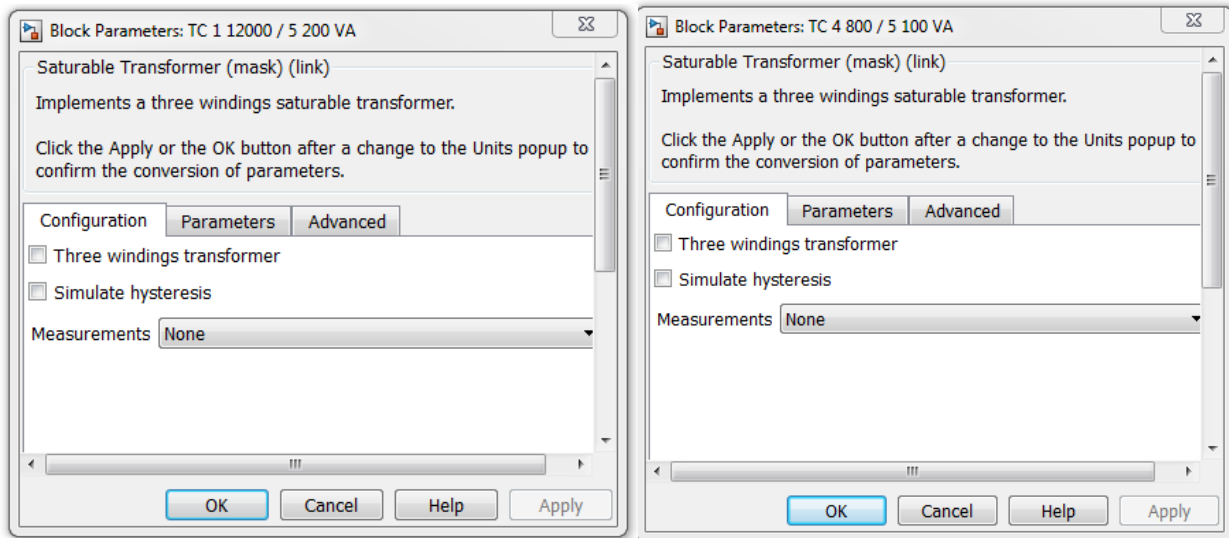 Block Parameters: TC 1 12000 / 5 200 VA
Saturable Transformer (mask) (link)
Implements a three windings saturable transformer.
Click the Apply or the OK button after a change to the Units popup to
confirm the conversion of parameters.
Configuration Parameters Advanced
Three windings transformer
Simulate hysteresis
Measurements None
OK Cancel Help Apply
Block Parameters: TC 4 800 / 5 100 VA
Saturable Transformer (mask) (link)
Implements a three windings saturable transformer.
Click the Apply or the OK button after a change to the Units popup to
confirm the conversion of parameters.
Configuration Parameters Advanced
Three windings transformer
Simulate hysteresis
Measurements None
OK Cancel Help Apply